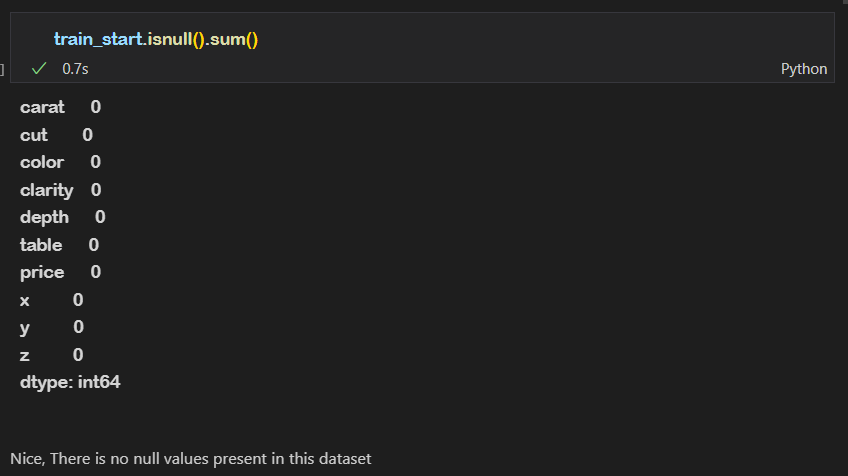 train_start.isnull().sum()
] 0.7s Python
carat 0
cut 0
color 0
clarity 0
depth 0
table 0
price 0
x 0
y 0
z 0
dtype: int64
Nice, There is no null values present in this dataset